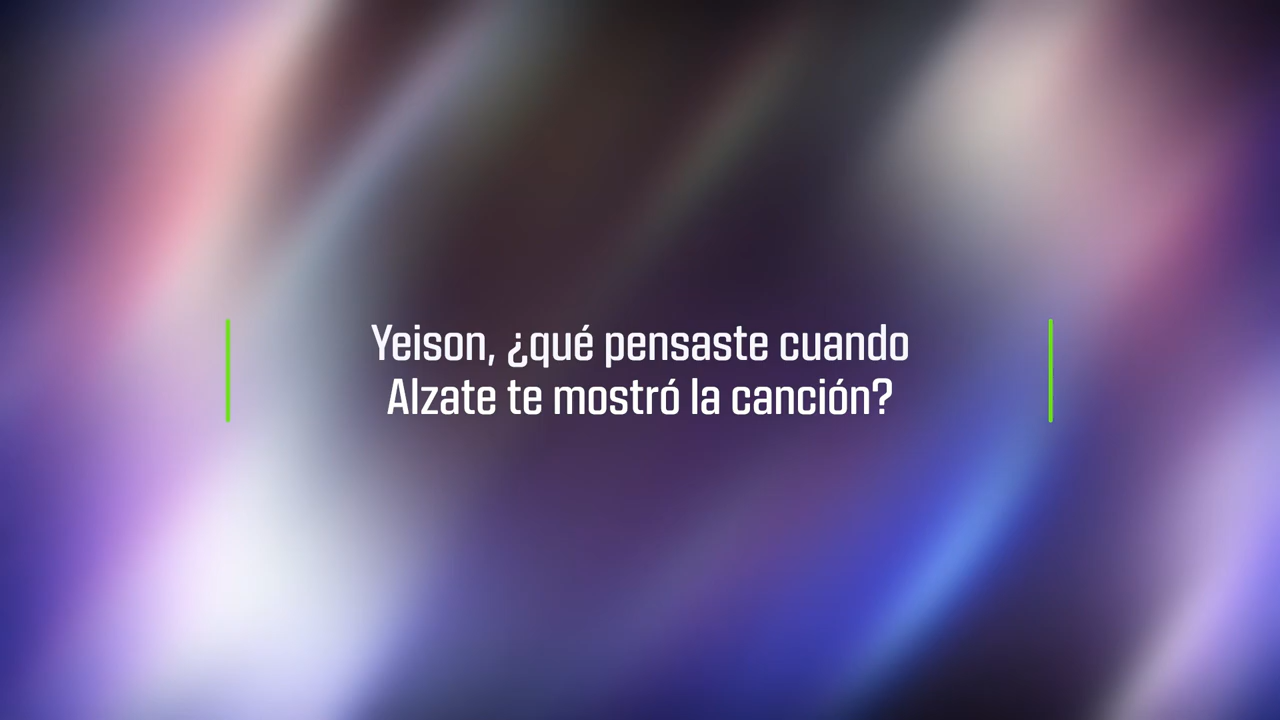 Yeison, ¿qué pensaste cuando
Alzate te mostró la canción?